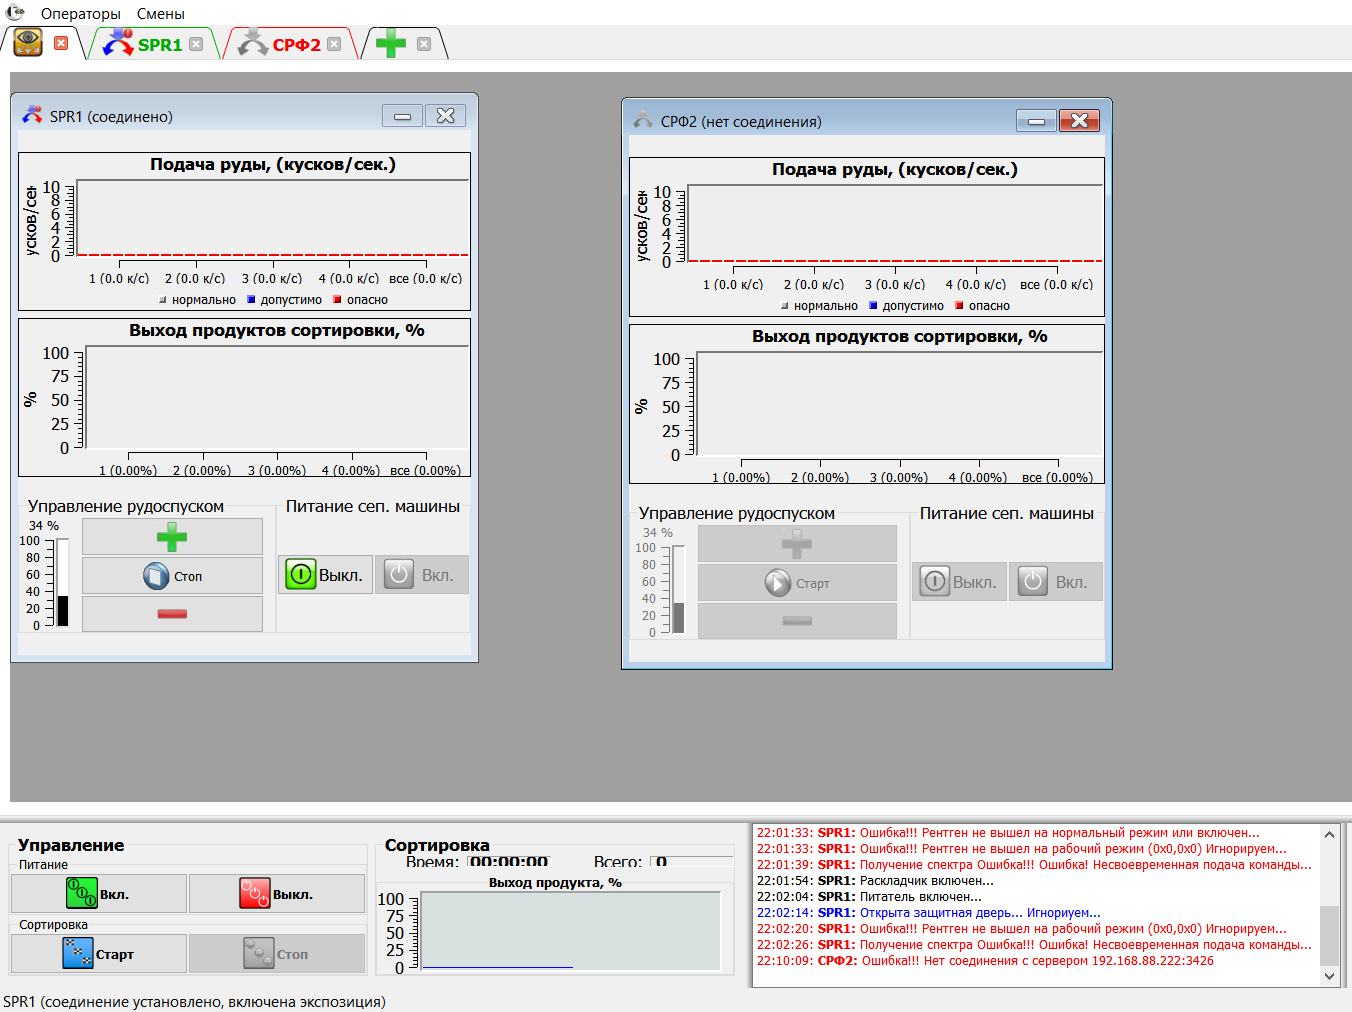 Операторы Смены
SPR1 СРФ2
SPR1 (соединено)
Подача руды, (кусков/сек.)
усков/сек
10
8
6
4
2
0
1 (0.0 к/с) 2 (0.0 к/с) 3 (0.0 к/с) 4 (0.0 к/с) все (0.0 к/с)
нормально допустимо опасно
Выход продуктов сортировки, %
%
100
75
50
25
0
1 (0.00%) 2 (0.00%) 3 (0.00%) 4 (0.00%) все (0.00%)
Управление рудоспуском
34 %
100
80
60
40
20
0
Стоп
Питание сеп. машины
Выкл. Вкл.
СРФ2 (нет соединения)
Подача руды, (кусков/сек.)
усков/сек
10
8
6
4
2
0
1 (0.0 к/с) 2 (0.0 к/с) 3 (0.0 к/с) 4 (0.0 к/с) все (0.0 к/с)
нормально допустимо опасно
Выход продуктов сортировки, %
%
100
75
50
25
0
1 (0.00%) 2 (0.00%) 3 (0.00%) 4 (0.00%) все (0.00%)
Управление рудоспуском
34 %
100
80
60
40
20
0
Старт
Питание сеп. машины
Выкл. Вкл.
Управление
Питание
Вкл. Выкл.
Сортировка
Старт Стоп
Сортировка
Время: 00:00:00 Всего: 0
Выход продукта, %
100
75
50
25
0
22:01:33: SPR1: Ошибка!!! Рентген не вышел на нормальный режим или включен...
22:01:33: SPR1: Ошибка!!! Рентген не вышел на рабочий режим (0x0,0x0) Игнорируем...
22:01:39: SPR1: Получение спектра Ошибка!!! Ошибка! Несвоевременная подача команды...
22:01:54: SPR1: Раскладчик включен...
22:02:04: SPR1: Питатель включен...
22:02:14: SPR1: Открыта защитная дверь... Игнориуем...
22:02:20: SPR1: Ошибка!!! Рентген не вышел на рабочий режим (0x0,0x0) Игнорируем...
22:02:26: SPR1: Получение спектра Ошибка!!! Ошибка! Несвоевременная подача команды...
22:10:09: СРФ2: Ошибка!!! Нет соединения с сервером 192.168.88.222:3426
SPR1 (соединение установлено, включена экспозиция)